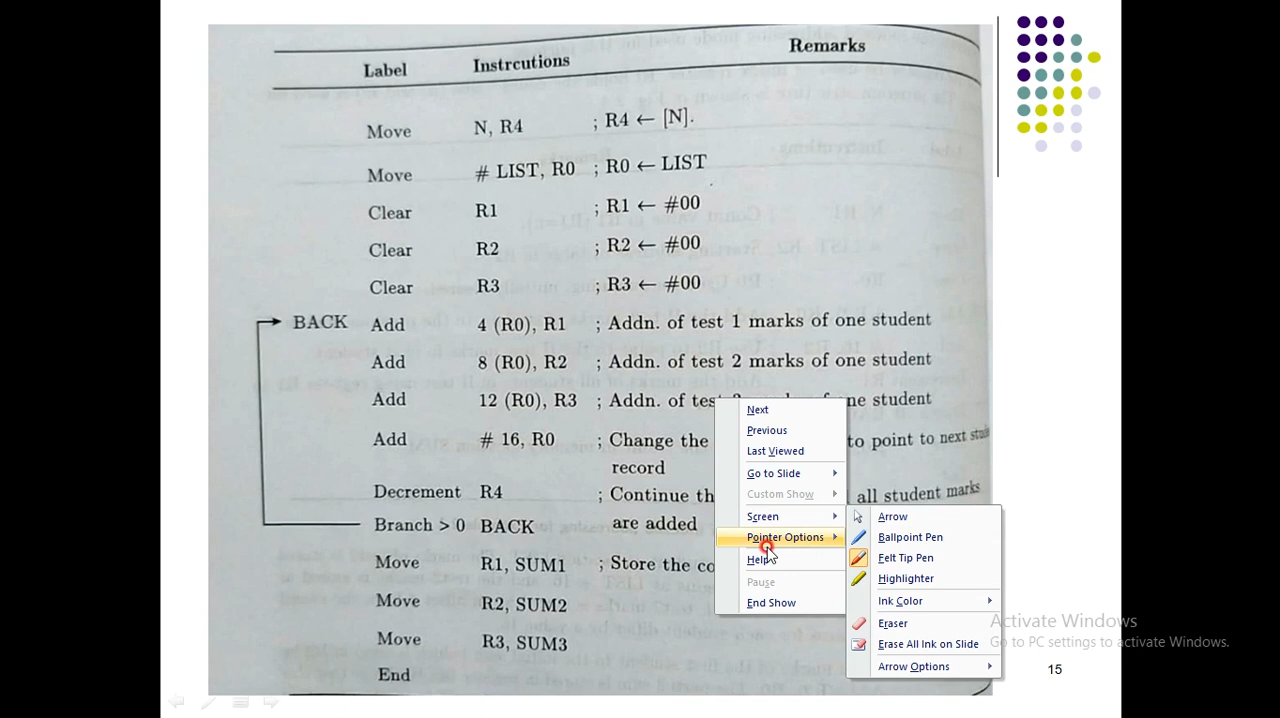 Label Instrcutions Remarks
Move N, R4 ; R4 ← [N].
Move # LIST, R0 ; R0 ← LIST
Clear R1 ; R1 ← #00
Clear R2 ; R2 ← #00
Clear R3 ; R3 ← #00
BACK Add 4 (R0), R1 ; Addn. of test 1 marks of one student
Add 8 (R0), R2 ; Addn. of test 2 marks of one student
Add 12 (R0), R3 ; Addn. of ne student
Add # 16, R0 ; Change the to point to next
record
Decrement R4 ; Continue th all student marks
Branch > 0 BACK are added
Move R1, SUM1 ; Store the
Move R2, SUM2
Move R3, SUM3
End
Next
Previous
Last Viewed
Go to Slide
Custom Show
Screen
Pointer Options
Help
Pause
End Show
Arrow
Ballpoint Pen
Felt Tip Pen
Highlighter
Ink Color
Eraser
Erase All Ink on Slide
Arrow Options
Activate Windows
Go to PC settings to activate Windows.
15